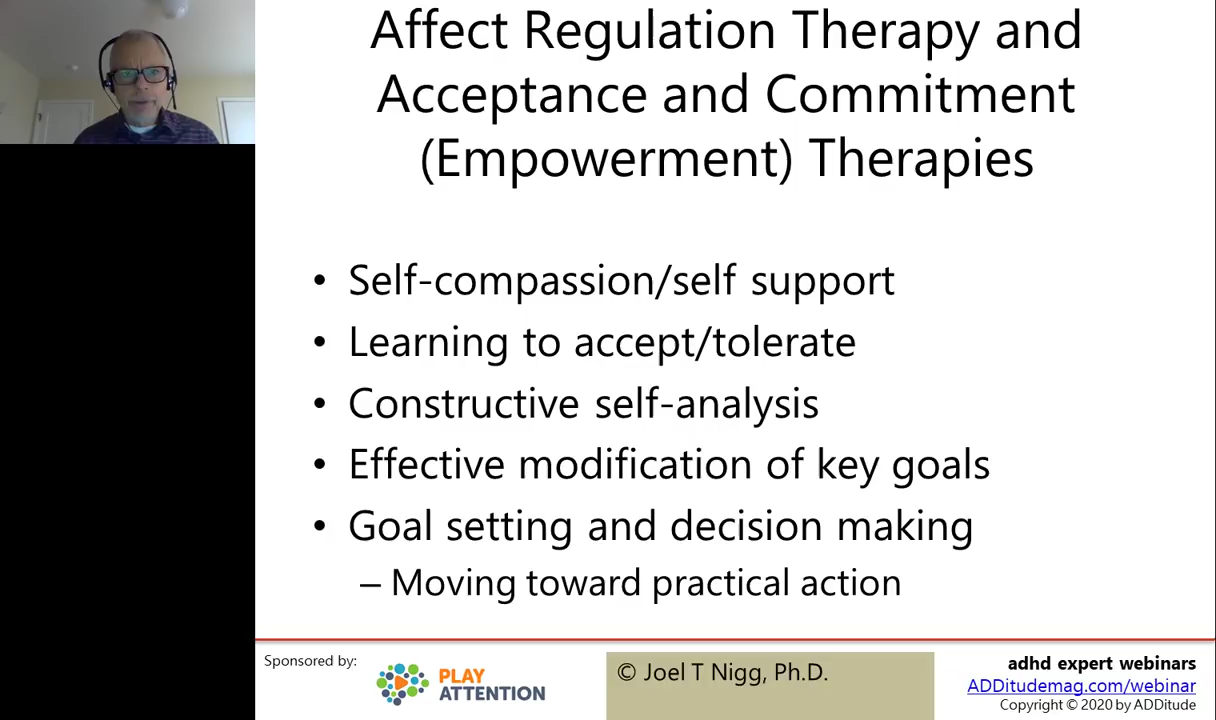 Affect Regulation Therapy and
Acceptance and Commitment
(Empowerment) Therapies
• Self-compassion/self support
• Learning to accept/tolerate
• Constructive self-analysis
• Effective modification of key goals
• Goal setting and decision making
– Moving toward practical action
Sponsored by:
PLAY
ATTENTION
© Joel T Nigg, Ph.D.
adhd expert webinars
ADDitudemag.com/webinar
Copyright © 2020 by ADDitude